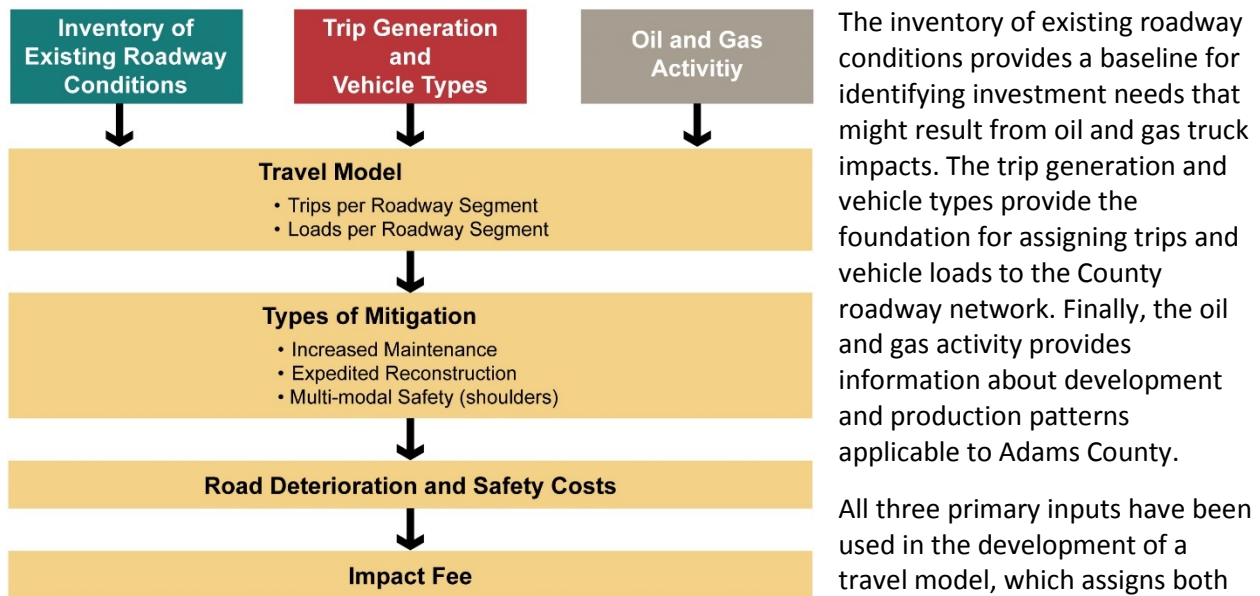 Inventory of
Existing Roadway
Conditions
Trip Generation
and
Vehicle Types
Oil and Gas
Activitiy
Travel Model
• Trips per Roadway Segment
• Loads per Roadway Segment
Types of Mitigation
• Increased Maintenance
• Expedited Reconstruction
• Multi-modal Safety (shoulders)
Road Deterioration and Safety Costs
Impact Fee
The inventory of existing roadway
conditions provides a baseline for
identifying investment needs that
might result from oil and gas truck
impacts. The trip generation and
vehicle types provide the
foundation for assigning trips and
vehicle loads to the County
roadway network. Finally, the oil
and gas activity provides
information about development
and production patterns
applicable to Adams County.
All three primary inputs have been
used in the development of a
travel model, which assigns both